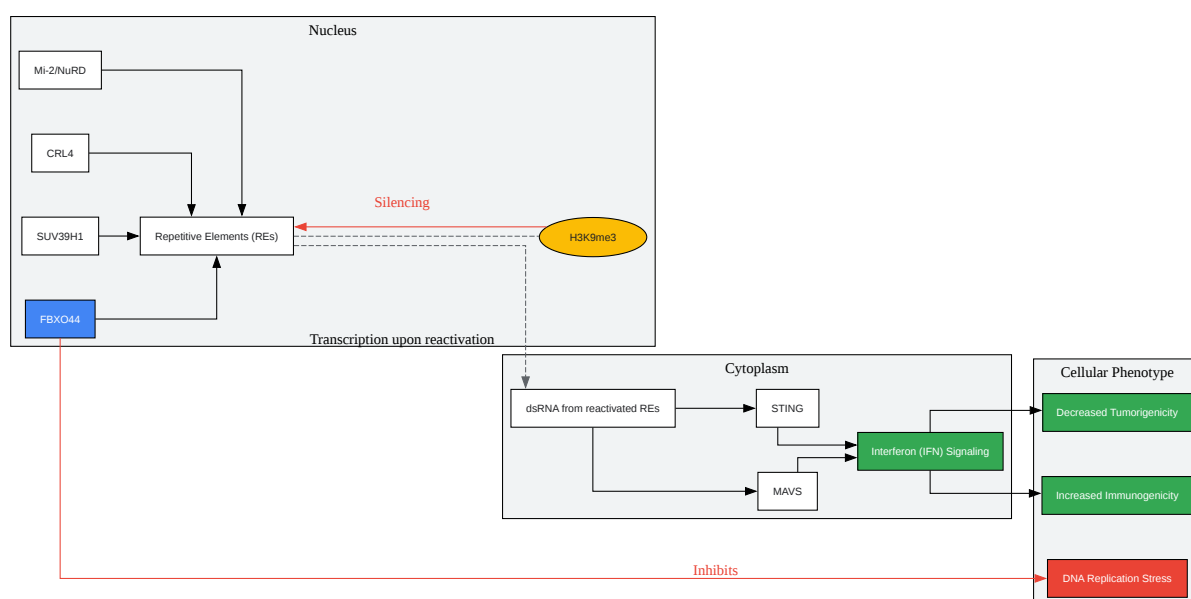 Nucleus
Mi-2/NuRD
CRL4
Silencing
SUV39H1
Repetitive Elements (REs)
H3K9me3
FBXO44
Transcription upon reactivation
Cytoplasm
Cellular Phenotype
dsRNA from reactivated REs
STING
Decreased Tumorigenicity
Interferon (IFN) Signaling
MAVS
Increased Immunogenicity
Inhibits
DNA Replication Stress